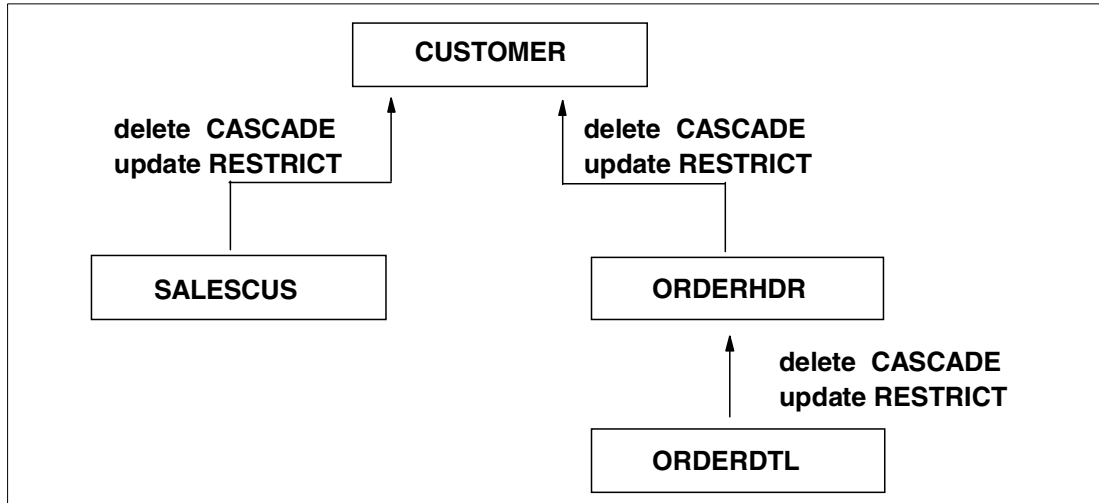 CUSTOMER
delete CASCADE
update RESTRICT
delete CASCADE
update RESTRICT
SALESCUS
ORDERHDR
delete CASCADE
update RESTRICT
ORDERDTL